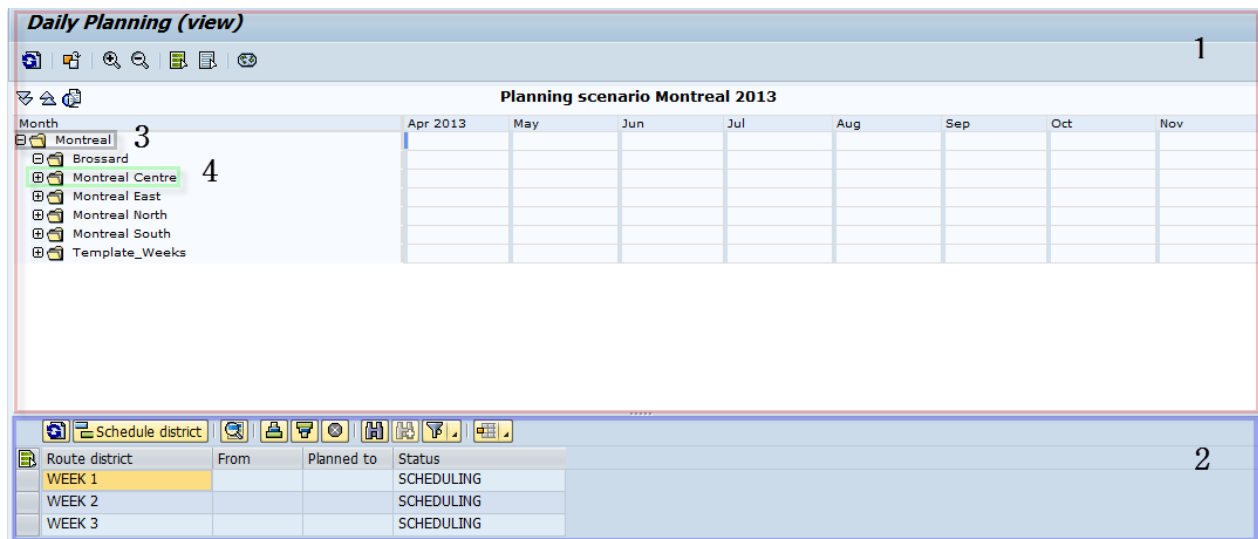 Daily Planning (view)
1
Planning scenario Montreal 2013
Month Apr 2013 May Jun Jul Aug Sep Oct Nov
Montreal 3
Brossard
Montreal Centre 4
Montreal East
Montreal North
Montreal South
Template_Weeks
Schedule district
Route district From Planned to Status 2
WEEK 1 SCHEDULING
WEEK 2 SCHEDULING
WEEK 3 SCHEDULING